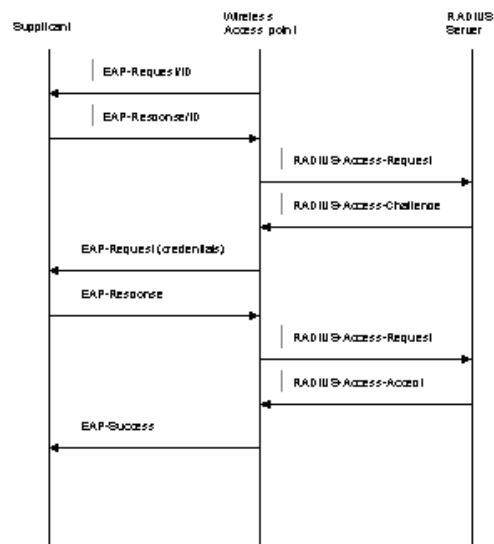 Supplicant
Wireless
Access point
RADIUS
Server
EAP-Request/ID
EAP-Response/ID
RADIUS-Access-Request
RADIUS-Access-Challenge
EAP-Request (credentials)
EAP-Response
RADIUS-Access-Request
RADIUS-Access-Accept
EAP-Success